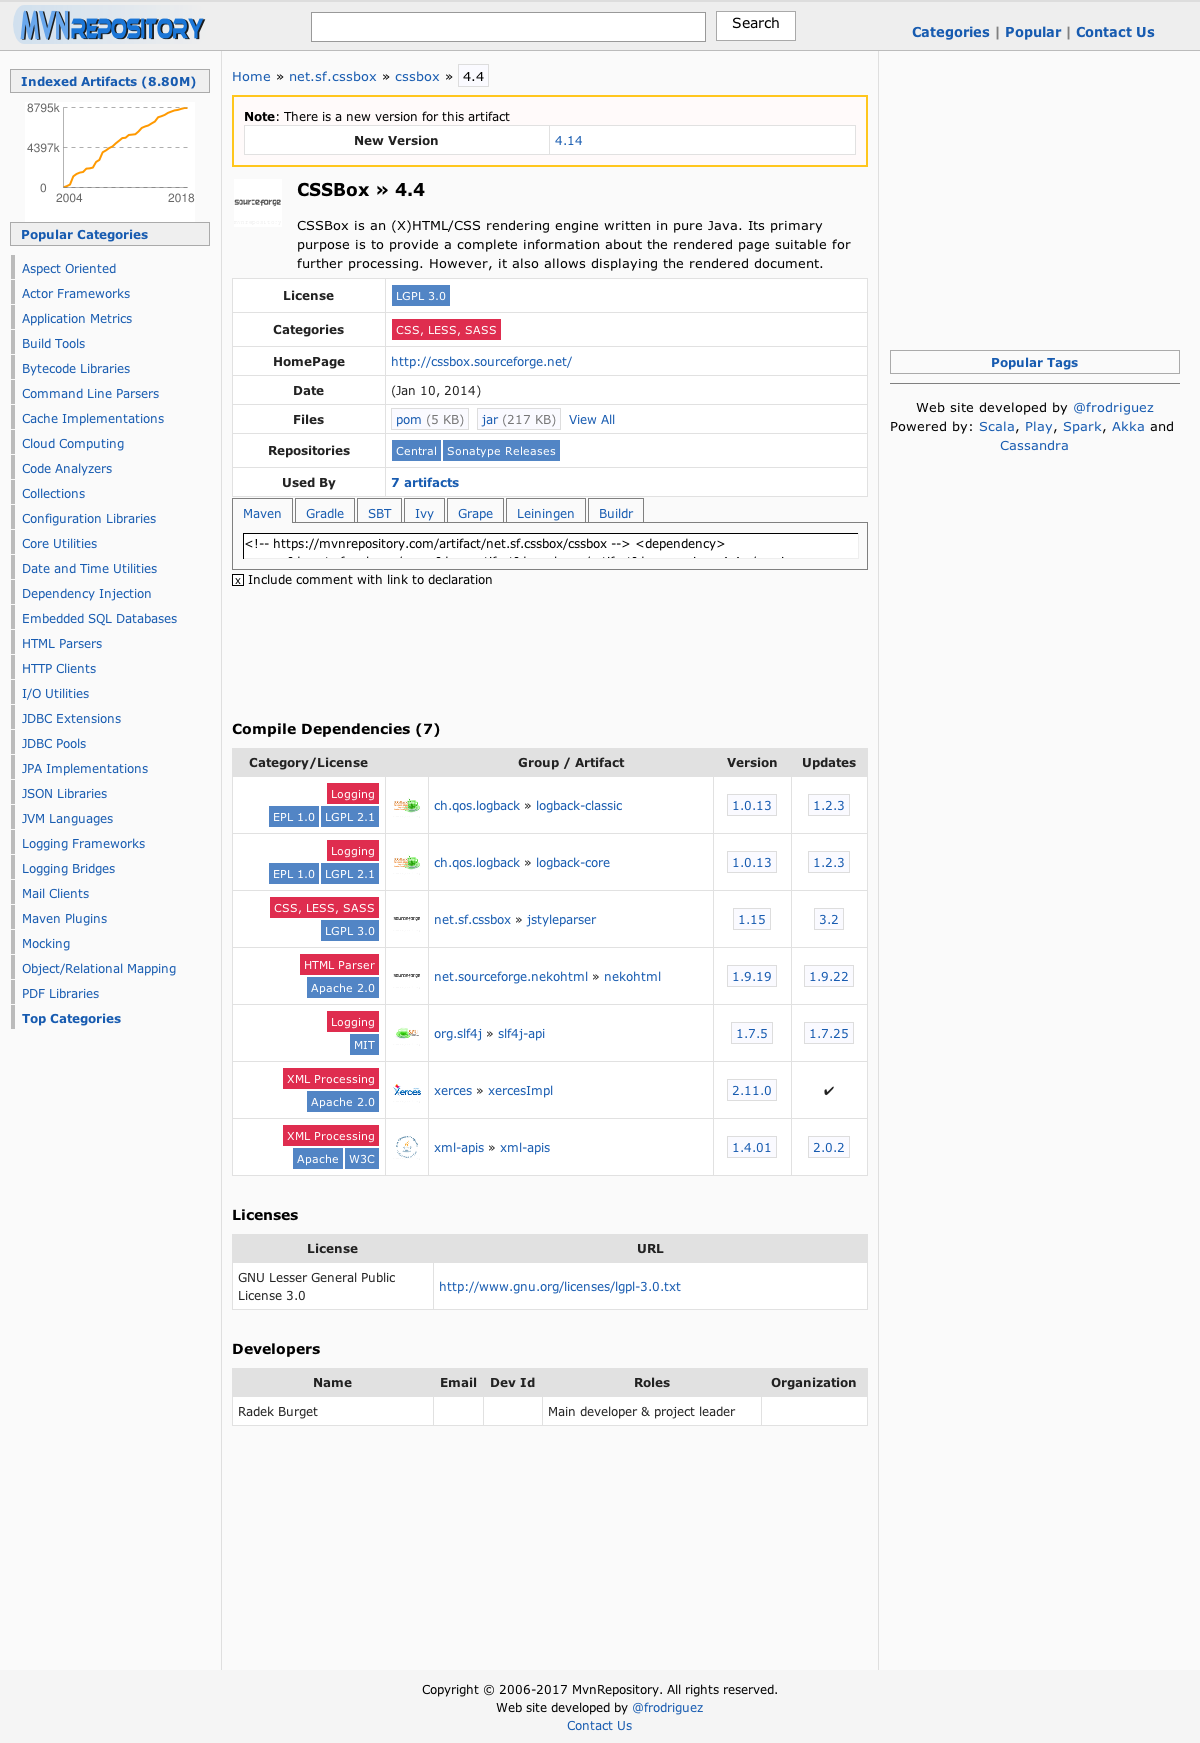 MVNREPOSITORY
Search
Categories | Popular | Contact Us
Indexed Artifacts (8.80M)
8795k
4397k
0
2004 2018
Popular Categories
Aspect Oriented
Actor Frameworks
Application Metrics
Build Tools
Bytecode Libraries
Command Line Parsers
Cache Implementations
Cloud Computing
Code Analyzers
Collections
Configuration Libraries
Core Utilities
Date and Time Utilities
Dependency Injection
Embedded SQL Databases
HTML Parsers
HTTP Clients
I/O Utilities
JDBC Extensions
JDBC Pools
JPA Implementations
JSON Libraries
JVM Languages
Logging Frameworks
Logging Bridges
Mail Clients
Maven Plugins
Mocking
Object/Relational Mapping
PDF Libraries
Top Categories
Home » net.sf.cssbox » cssbox » 4.4
Note: There is a new version for this artifact
New Version 4.14
sourceforge
CSSBox » 4.4
CSSBox is an (X)HTML/CSS rendering engine written in pure Java. Its primary
purpose is to provide a complete information about the rendered page suitable for
further processing. However, it also allows displaying the rendered document.
License LGPL 3.0
Categories CSS, LESS, SASS
HomePage http://cssbox.sourceforge.net/
Date (Jan 10, 2014)
Files pom (5 KB) jar (217 KB) View All
Repositories Central Sonatype Releases
Used By 7 artifacts
Maven Gradle SBT Ivy Grape Leiningen Buildr
<!-- https://mvnrepository.com/artifact/net.sf.cssbox/cssbox --> <dependency>
x Include comment with link to declaration
Compile Dependencies (7)
Category/License Group / Artifact Version Updates
Logging
EPL 1.0 LGPL 2.1 ch.qos.logback » logback-classic 1.0.13 1.2.3
Logging
EPL 1.0 LGPL 2.1 ch.qos.logback » logback-core 1.0.13 1.2.3
CSS, LESS, SASS
LGPL 3.0 sourceforge net.sf.cssbox » jstyleparser 1.15 3.2
HTML Parser
Apache 2.0 sourceforge net.sourceforge.nekohtml » nekohtml 1.9.19 1.9.22
Logging
MIT org.slf4j » slf4j-api 1.7.5 1.7.25
XML Processing
Apache 2.0 Xerces xerces » xercesImpl 2.11.0 ✔
XML Processing
Apache W3C xml-apis » xml-apis 1.4.01 2.0.2
Licenses
License URL
GNU Lesser General Public
License 3.0 http://www.gnu.org/licenses/lgpl-3.0.txt
Developers
Name Email Dev Id Roles Organization
Radek Burget Main developer & project leader
Popular Tags
Web site developed by @frodriguez
Powered by: Scala, Play, Spark, Akka and
Cassandra
Copyright © 2006-2017 MvnRepository. All rights reserved.
Web site developed by @frodriguez
Contact Us